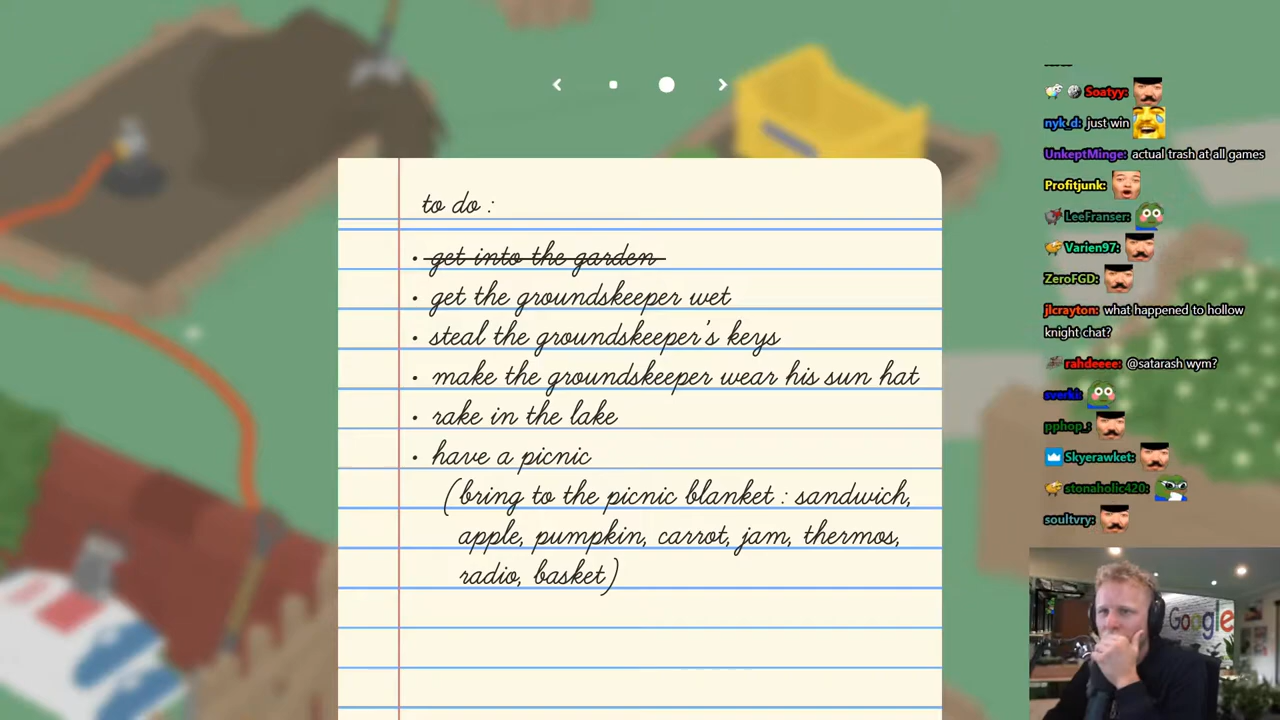 to do :
• get into the garden
• get the groundskeeper wet
• steal the groundskeeper's keys
• make the groundskeeper wear his sun hat
• rake in the lake
• have a picnic
(bring to the picnic blanket : sandwich,
apple, pumpkin, carrot, jam, thermos,
radio, basket)
Soatyy:
nyk_d: just win
UnkeptMinge: actual trash at all games
Profitjunk:
LeeFranser:
Varien97:
ZeroFGD:
jlcrayton: what happened to hollow
knight chat?
rahdeeee: @satarash wym?
sverki:
pphop_:
Skyerawket:
stonaholic420:
soultvry:
Google